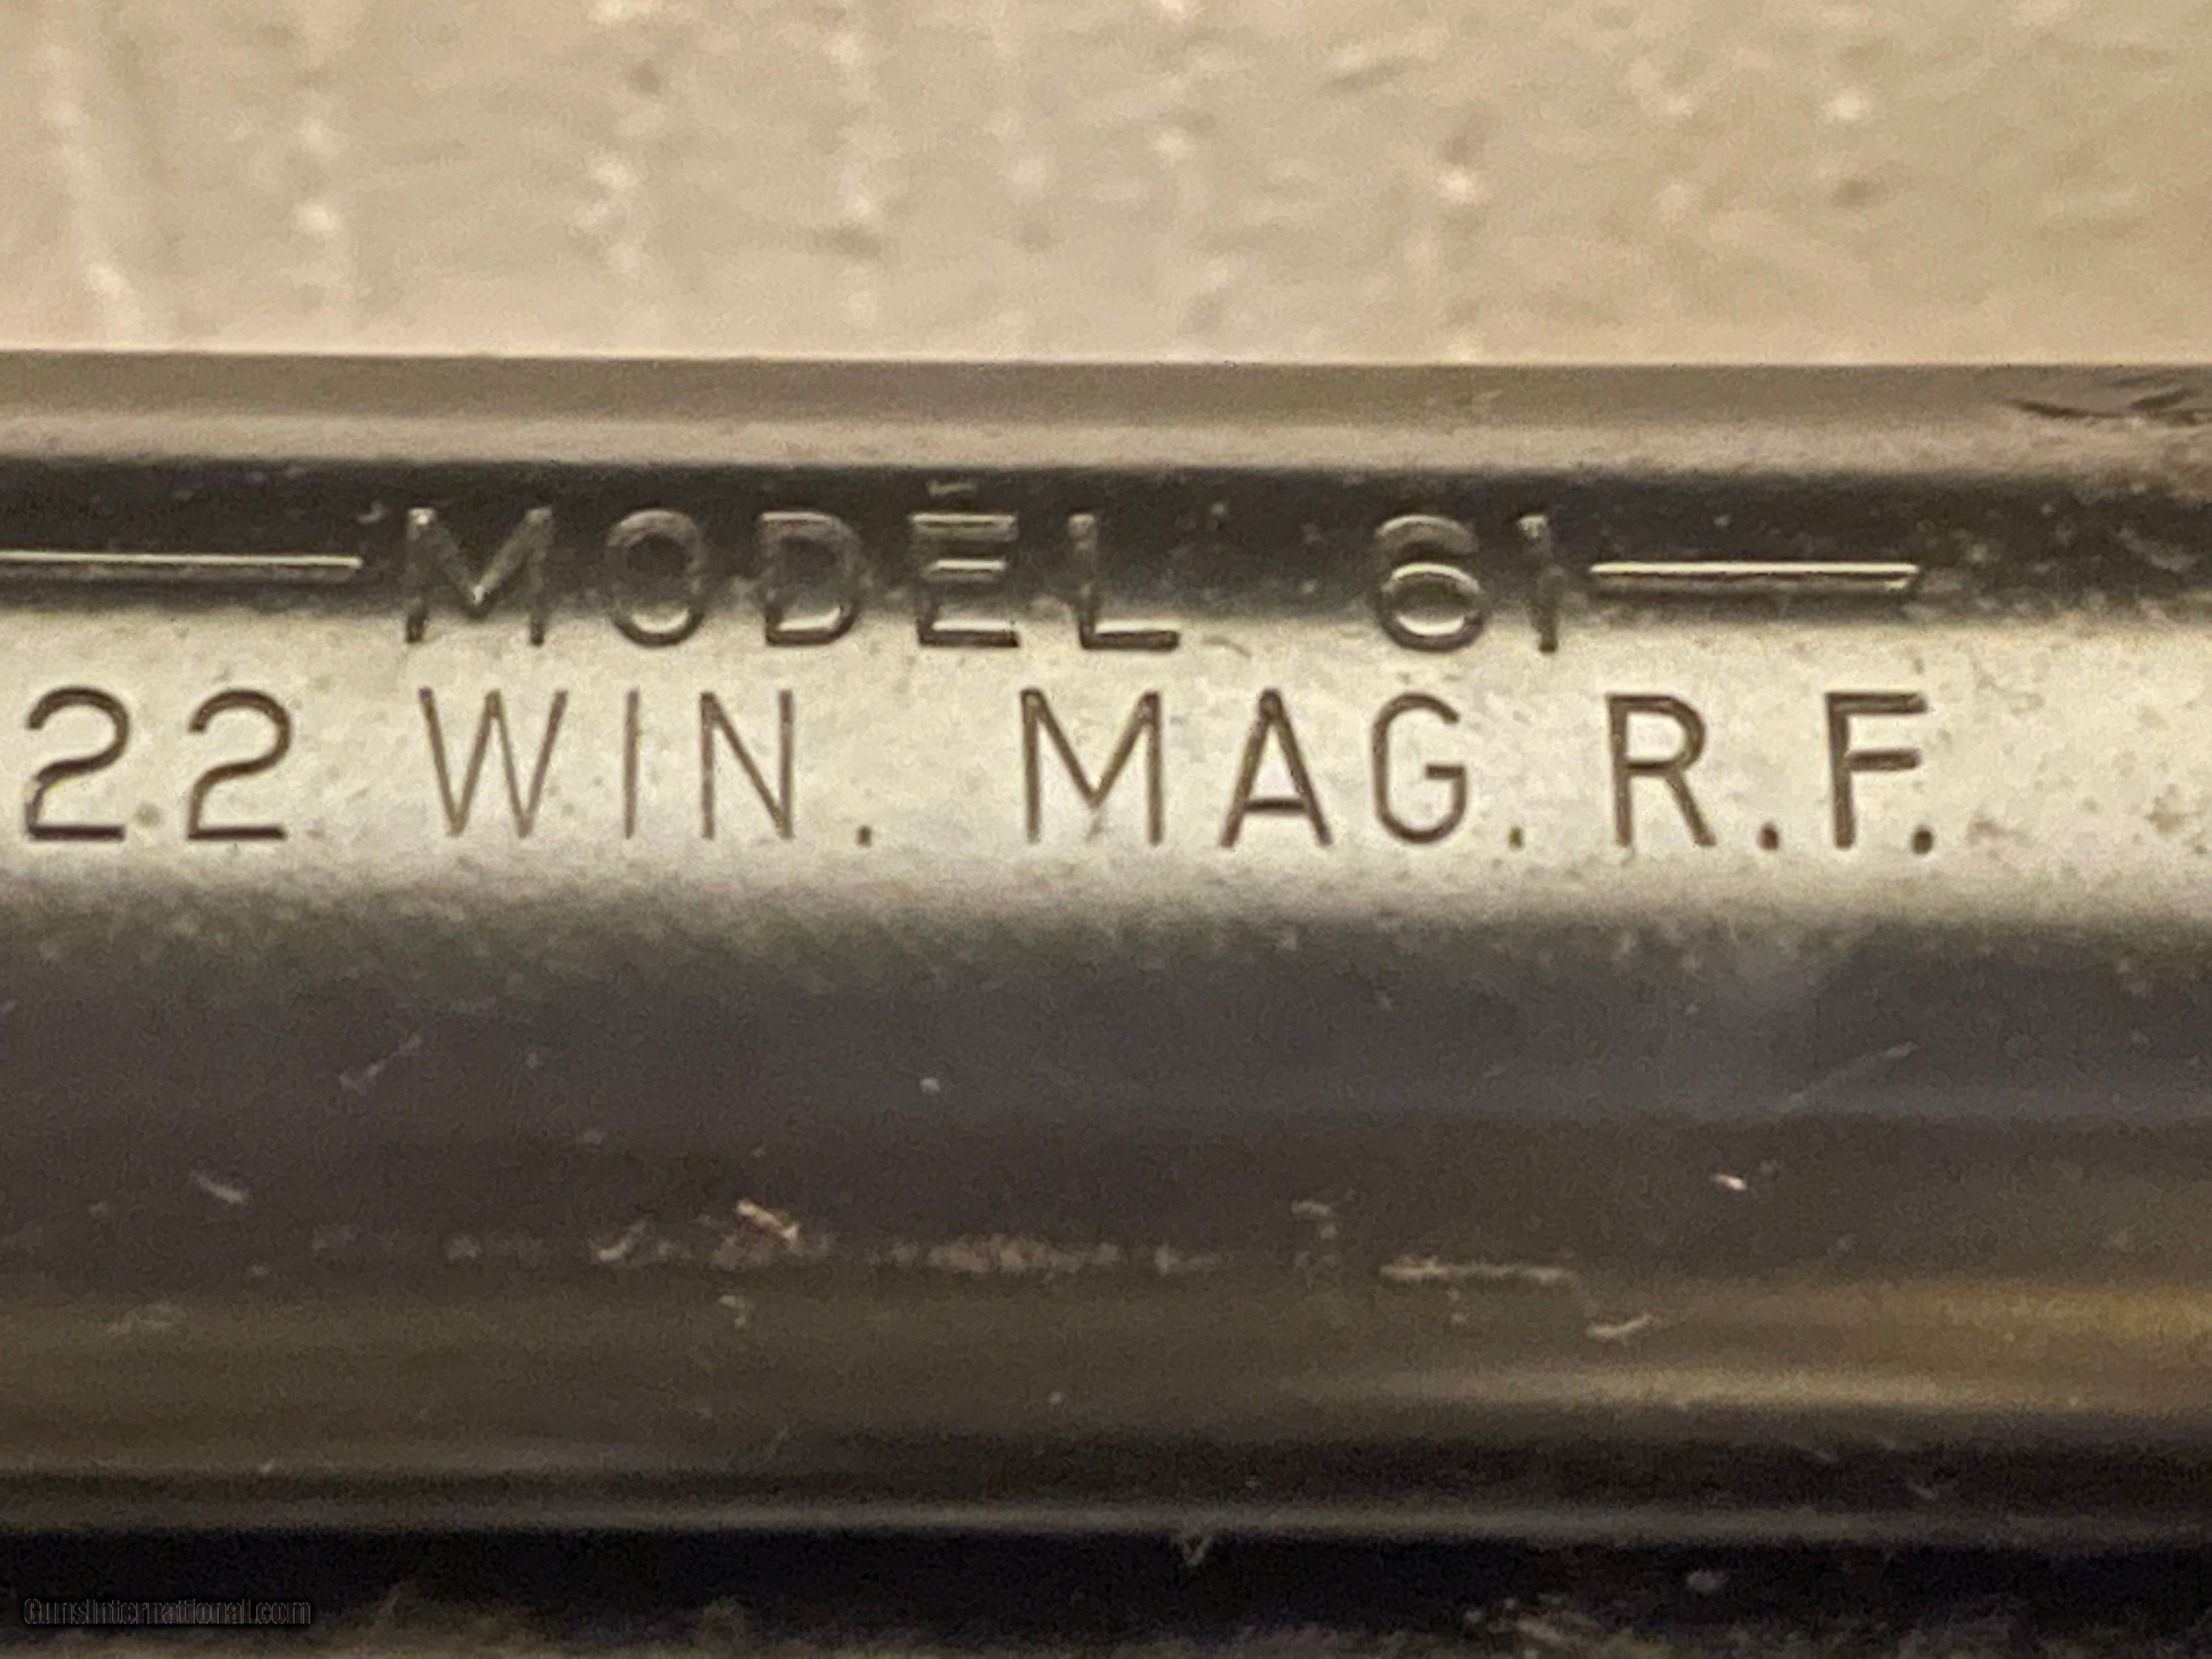 —MODEL 61—
22 WIN. MAG. R.F.
GunsInternational.com